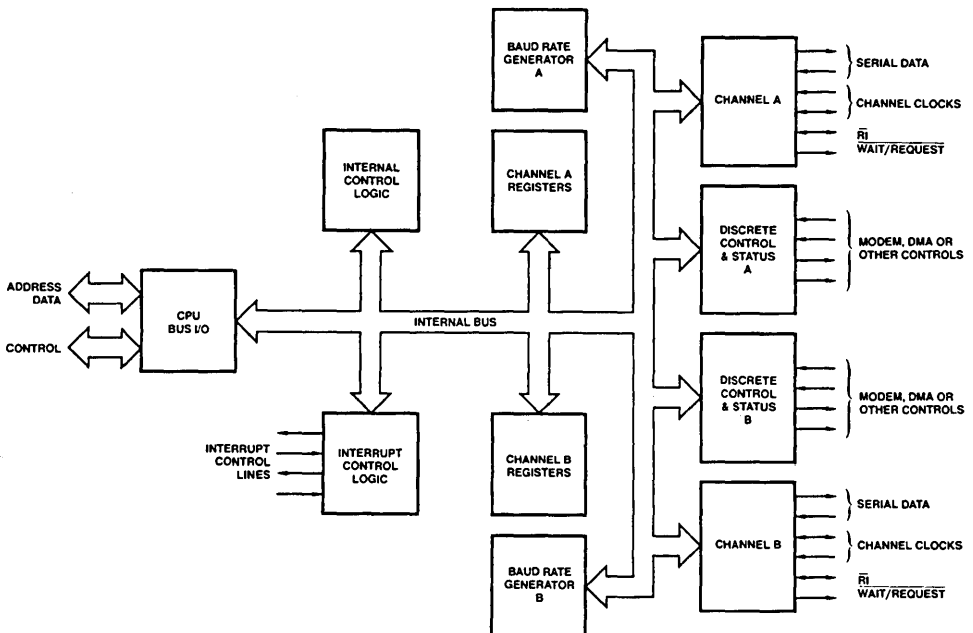 BAUD RATE
GENERATOR
A
CHANNEL A
SERIAL DATA
CHANNEL CLOCKS
RI
WAIT/REQUEST
INTERNAL
CONTROL
LOGIC
CHANNEL A
REGISTERS
DISCRETE
CONTROL
& STATUS
A
MODEM, DMA OR
OTHER CONTROLS
ADDRESS
DATA
CONTROL
CPU
BUS I/O
INTERNAL BUS
DISCRETE
CONTROL
& STATUS
B
MODEM, DMA OR
OTHER CONTROLS
INTERRUPT
CONTROL
LINES
INTERRUPT
CONTROL
LOGIC
CHANNEL B
REGISTERS
BAUD RATE
GENERATOR
B
CHANNEL B
SERIAL DATA
CHANNEL CLOCKS
RI
WAIT/REQUEST